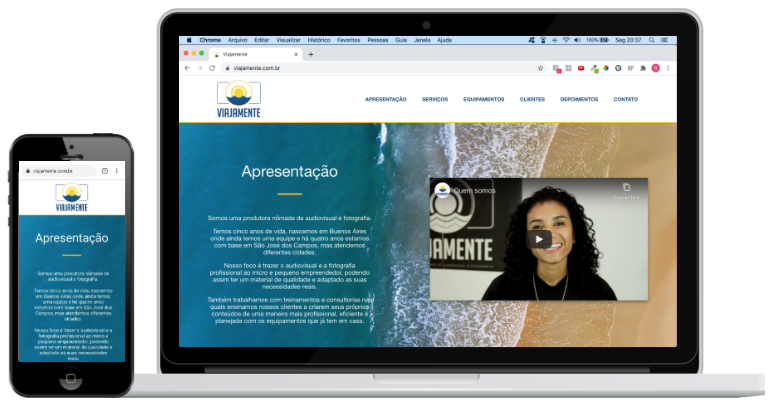 Chrome Arquivo Editar Visualizar Histórico Favoritos Pessoas Guia Janela Ajuda
100% Seg 20:37
Viajamente
viajamente.com.br
VIAJAMENTE
APRESENTAÇÃO SERVIÇOS EQUIPAMENTOS CLIENTES DEPOIMENTOS CONTATO
Apresentação
Somos uma produtora nômade de audiovisual e fotografia.
Temos cinco anos de vida, nascemos em Buenos Aires
onde ainda temos uma equipe e há quatro anos estamos
com base em São José dos Campos, mas atendemos
diferentes cidades.
Nosso foco é trazer o audiovisual e a fotografia
profissional ao micro e pequeno empreendedor, podendo
assim ter um material de qualidade e adaptado as suas
necessidades reais.
Também trabalhamos com treinamentos e consultorias nas
quais ensinamos nossos clientes a criarem seus próprios
conteúdos de uma maneira mais profissional, eficiente e
planejada com os equipamentos que já tem em casa.
Quem somos
JAMENTE
viajamente.com.br
VIAJAMENTE
Apresentação
Somos uma produtora nômade de
audiovisual e fotografia.
Temos cinco anos de vida, nascemos
em Buenos Aires onde ainda temos
uma equipe e há quatro anos
estamos com base em São José dos
Campos, mas atendemos diferentes
cidades.
Nosso foco é trazer o audiovisual e a
fotografia profissional ao micro e
pequeno empreendedor, podendo
assim ter um material de qualidade e
adaptado as suas necessidades
reais.